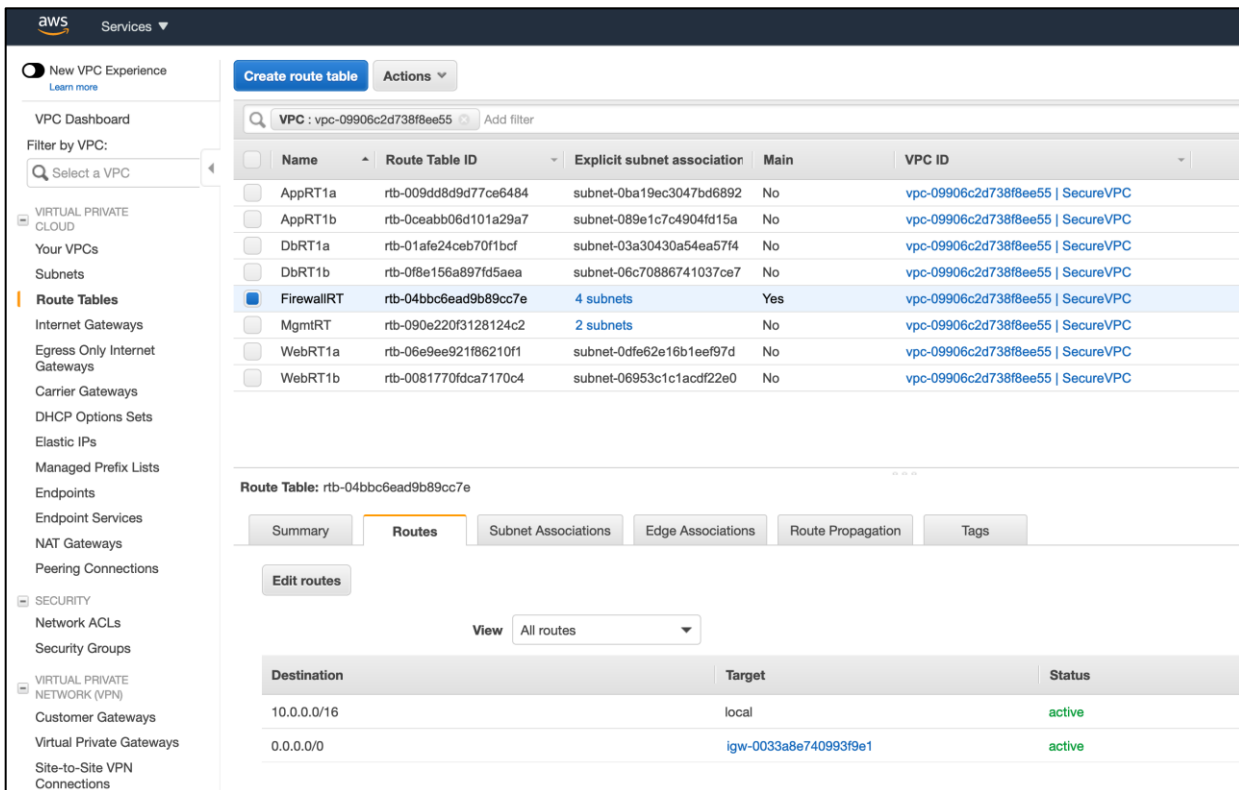 aws Services
New VPC Experience
Learn more
VPC Dashboard
Filter by VPC:
Select a VPC
VIRTUAL PRIVATE
CLOUD
Your VPCs
Subnets
Route Tables
Internet Gateways
Egress Only Internet
Gateways
Carrier Gateways
DHCP Options Sets
Elastic IPs
Managed Prefix Lists
Endpoints
Endpoint Services
NAT Gateways
Peering Connections
SECURITY
Network ACLs
Security Groups
VIRTUAL PRIVATE
NETWORK (VPN)
Customer Gateways
Virtual Private Gateways
Site-to-Site VPN
Connections
Create route table Actions
VPC : vpc-09906c2d738f8ee55 Add filter
Name Route Table ID Explicit subnet association Main VPC ID
AppRT1a rtb-009dd8d9d77ce6484 subnet-0ba19ec3047bd6892 No vpc-09906c2d738f8ee55 | SecureVPC
AppRT1b rtb-0ceabb06d101a29a7 subnet-089e1c7c4904fd15a No vpc-09906c2d738f8ee55 | SecureVPC
DbRT1a rtb-01afe24ceb70f1bcf subnet-03a30430a54ea57f4 No vpc-09906c2d738f8ee55 | SecureVPC
DbRT1b rtb-0f8e156a897fd5aea subnet-06c70886741037ce7 No vpc-09906c2d738f8ee55 | SecureVPC
FirewallRT rtb-04bbc6ead9b89cc7e 4 subnets Yes vpc-09906c2d738f8ee55 | SecureVPC
MgmtRT rtb-090e220f3128124c2 2 subnets No vpc-09906c2d738f8ee55 | SecureVPC
WebRT1a rtb-06e9ee921f86210f1 subnet-0dfe62e16b1eef97d No vpc-09906c2d738f8ee55 | SecureVPC
WebRT1b rtb-0081770fdca7170c4 subnet-06953c1c1acdf22e0 No vpc-09906c2d738f8ee55 | SecureVPC
Route Table: rtb-04bbc6ead9b89cc7e
Summary Routes Subnet Associations Edge Associations Route Propagation Tags
Edit routes
View All routes
Destination Target Status
10.0.0.0/16 local active
0.0.0.0/0 igw-0033a8e740993f9e1 active